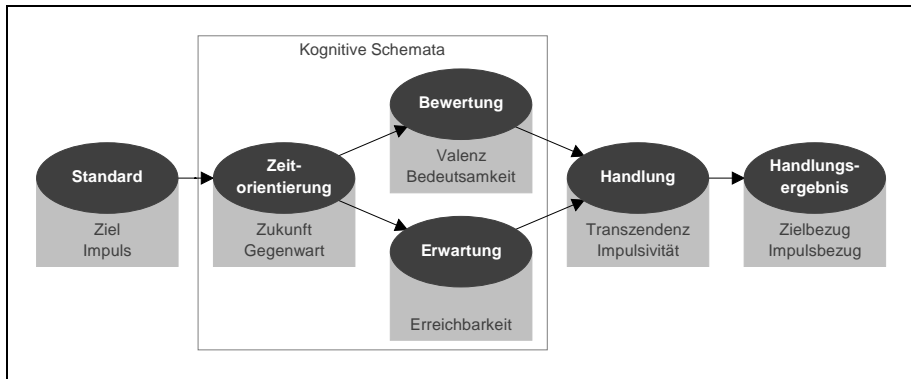 Kognitive Schemata
Standard
Ziel
Impuls
Zeit-
orientierung
Zukunft
Gegenwart
Bewertung
Valenz
Bedeutsamkeit
Erwartung
Erreichbarkeit
Handlung
Transzendenz
Impulsivität
Handlungs-
ergebnis
Zielbezug
Impulsbezug